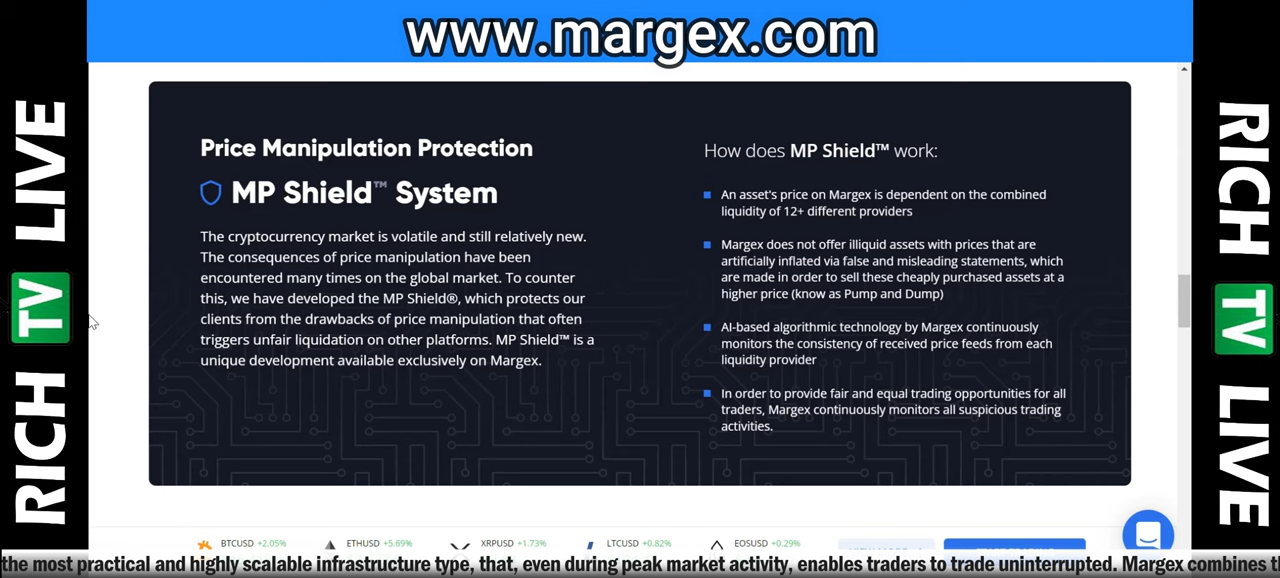 www.margex.com
RICH TV LIVE
Price Manipulation Protection
MP Shield™ System
The cryptocurrency market is volatile and still relatively new.
The consequences of price manipulation have been
encountered many times on the global market. To counter
this, we have developed the MP Shield®, which protects our
clients from the drawbacks of price manipulation that often
triggers unfair liquidation on other platforms. MP Shield™ is a
unique development available exclusively on Margex.
How does MP Shield™ work:
An asset's price on Margex is dependent on the combined
liquidity of 12+ different providers
Margex does not offer illiquid assets with prices that are
artificially inflated via false and misleading statements, which
are made in order to sell these cheaply purchased assets at a
higher price (know as Pump and Dump)
AI-based algorithmic technology by Margex continuously
monitors the consistency of received price feeds from each
liquidity provider
In order to provide fair and equal trading opportunities for all
traders, Margex continuously monitors all suspicious trading
activities.
RICH TV LIVE
BTCUSD +2.05% ETHUSD +5.69% XRPUSD +1.73% LTCUSD +0.82% EOSUSD +0.29%
the most practical and highly scalable infrastructure type, that, even during peak market activity, enables traders to trade uninterrupted. Margex combines